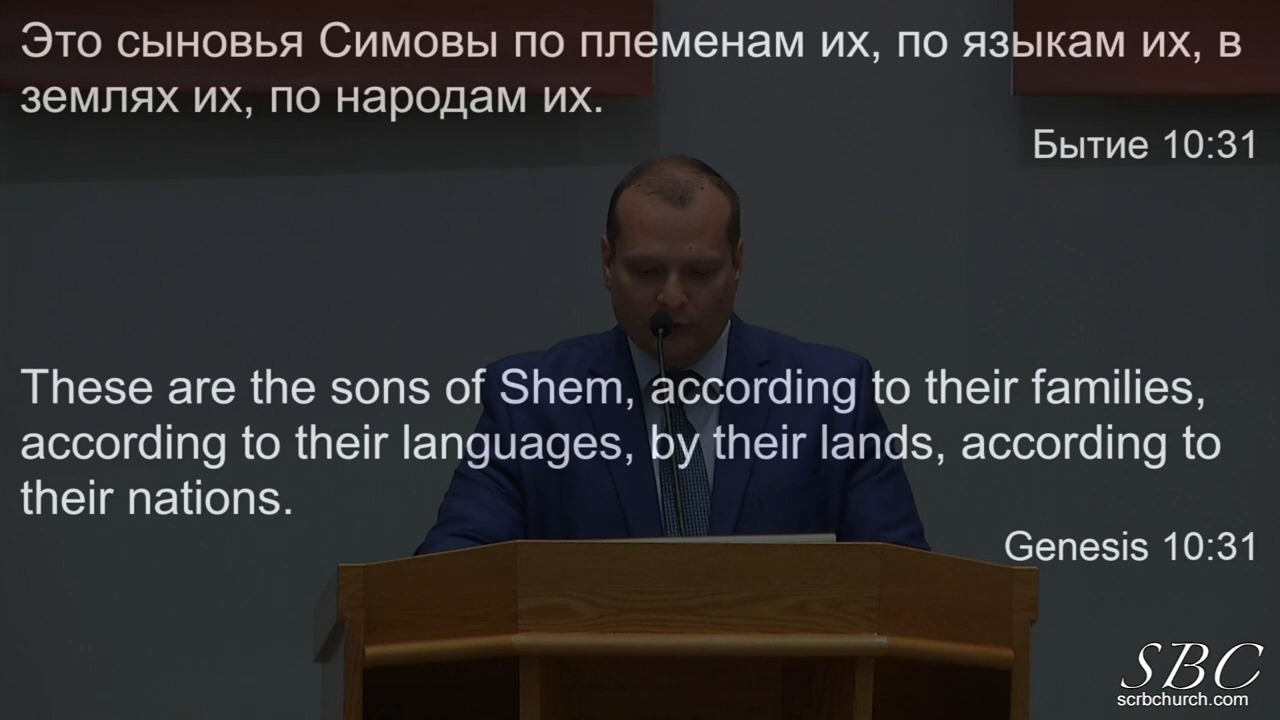 Это сыновья Симовы по племенам их, по языкам их, в
землях их, по народам их.
Бытие 10:31
These are the sons of Shem, according to their families,
according to their languages, by their lands, according to
their nations.
Genesis 10:31
SBC
scrbchurch.com